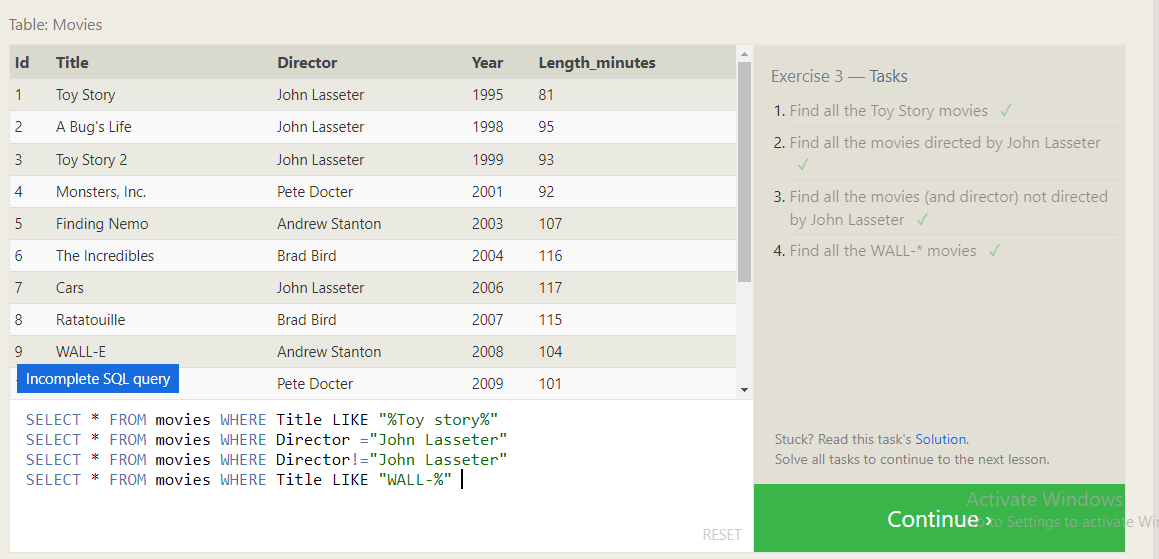 Table: Movies
Id Title Director Year Length_minutes
1 Toy Story John Lasseter 1995 81
2 A Bug's Life John Lasseter 1998 95
3 Toy Story 2 John Lasseter 1999 93
4 Monsters, Inc. Pete Docter 2001 92
5 Finding Nemo Andrew Stanton 2003 107
6 The Incredibles Brad Bird 2004 116
7 Cars John Lasseter 2006 117
8 Ratatouille Brad Bird 2007 115
9 WALL-E Andrew Stanton 2008 104
Pete Docter 2009 101
Incomplete SQL query
SELECT * FROM movies WHERE Title LIKE "%Toy story%"
SELECT * FROM movies WHERE Director ="John Lasseter"
SELECT * FROM movies WHERE Director!="John Lasseter"
SELECT * FROM movies WHERE Title LIKE "WALL-%"
RESET
Exercise 3 — Tasks
1. Find all the Toy Story movies ✓
2. Find all the movies directed by John Lasseter
✓
3. Find all the movies (and director) not directed
by John Lasseter ✓
4. Find all the WALL-* movies ✓
Stuck? Read this task's Solution.
Solve all tasks to continue to the next lesson.
Continue ›
Activate Windows
Go to Settings to activate Wi